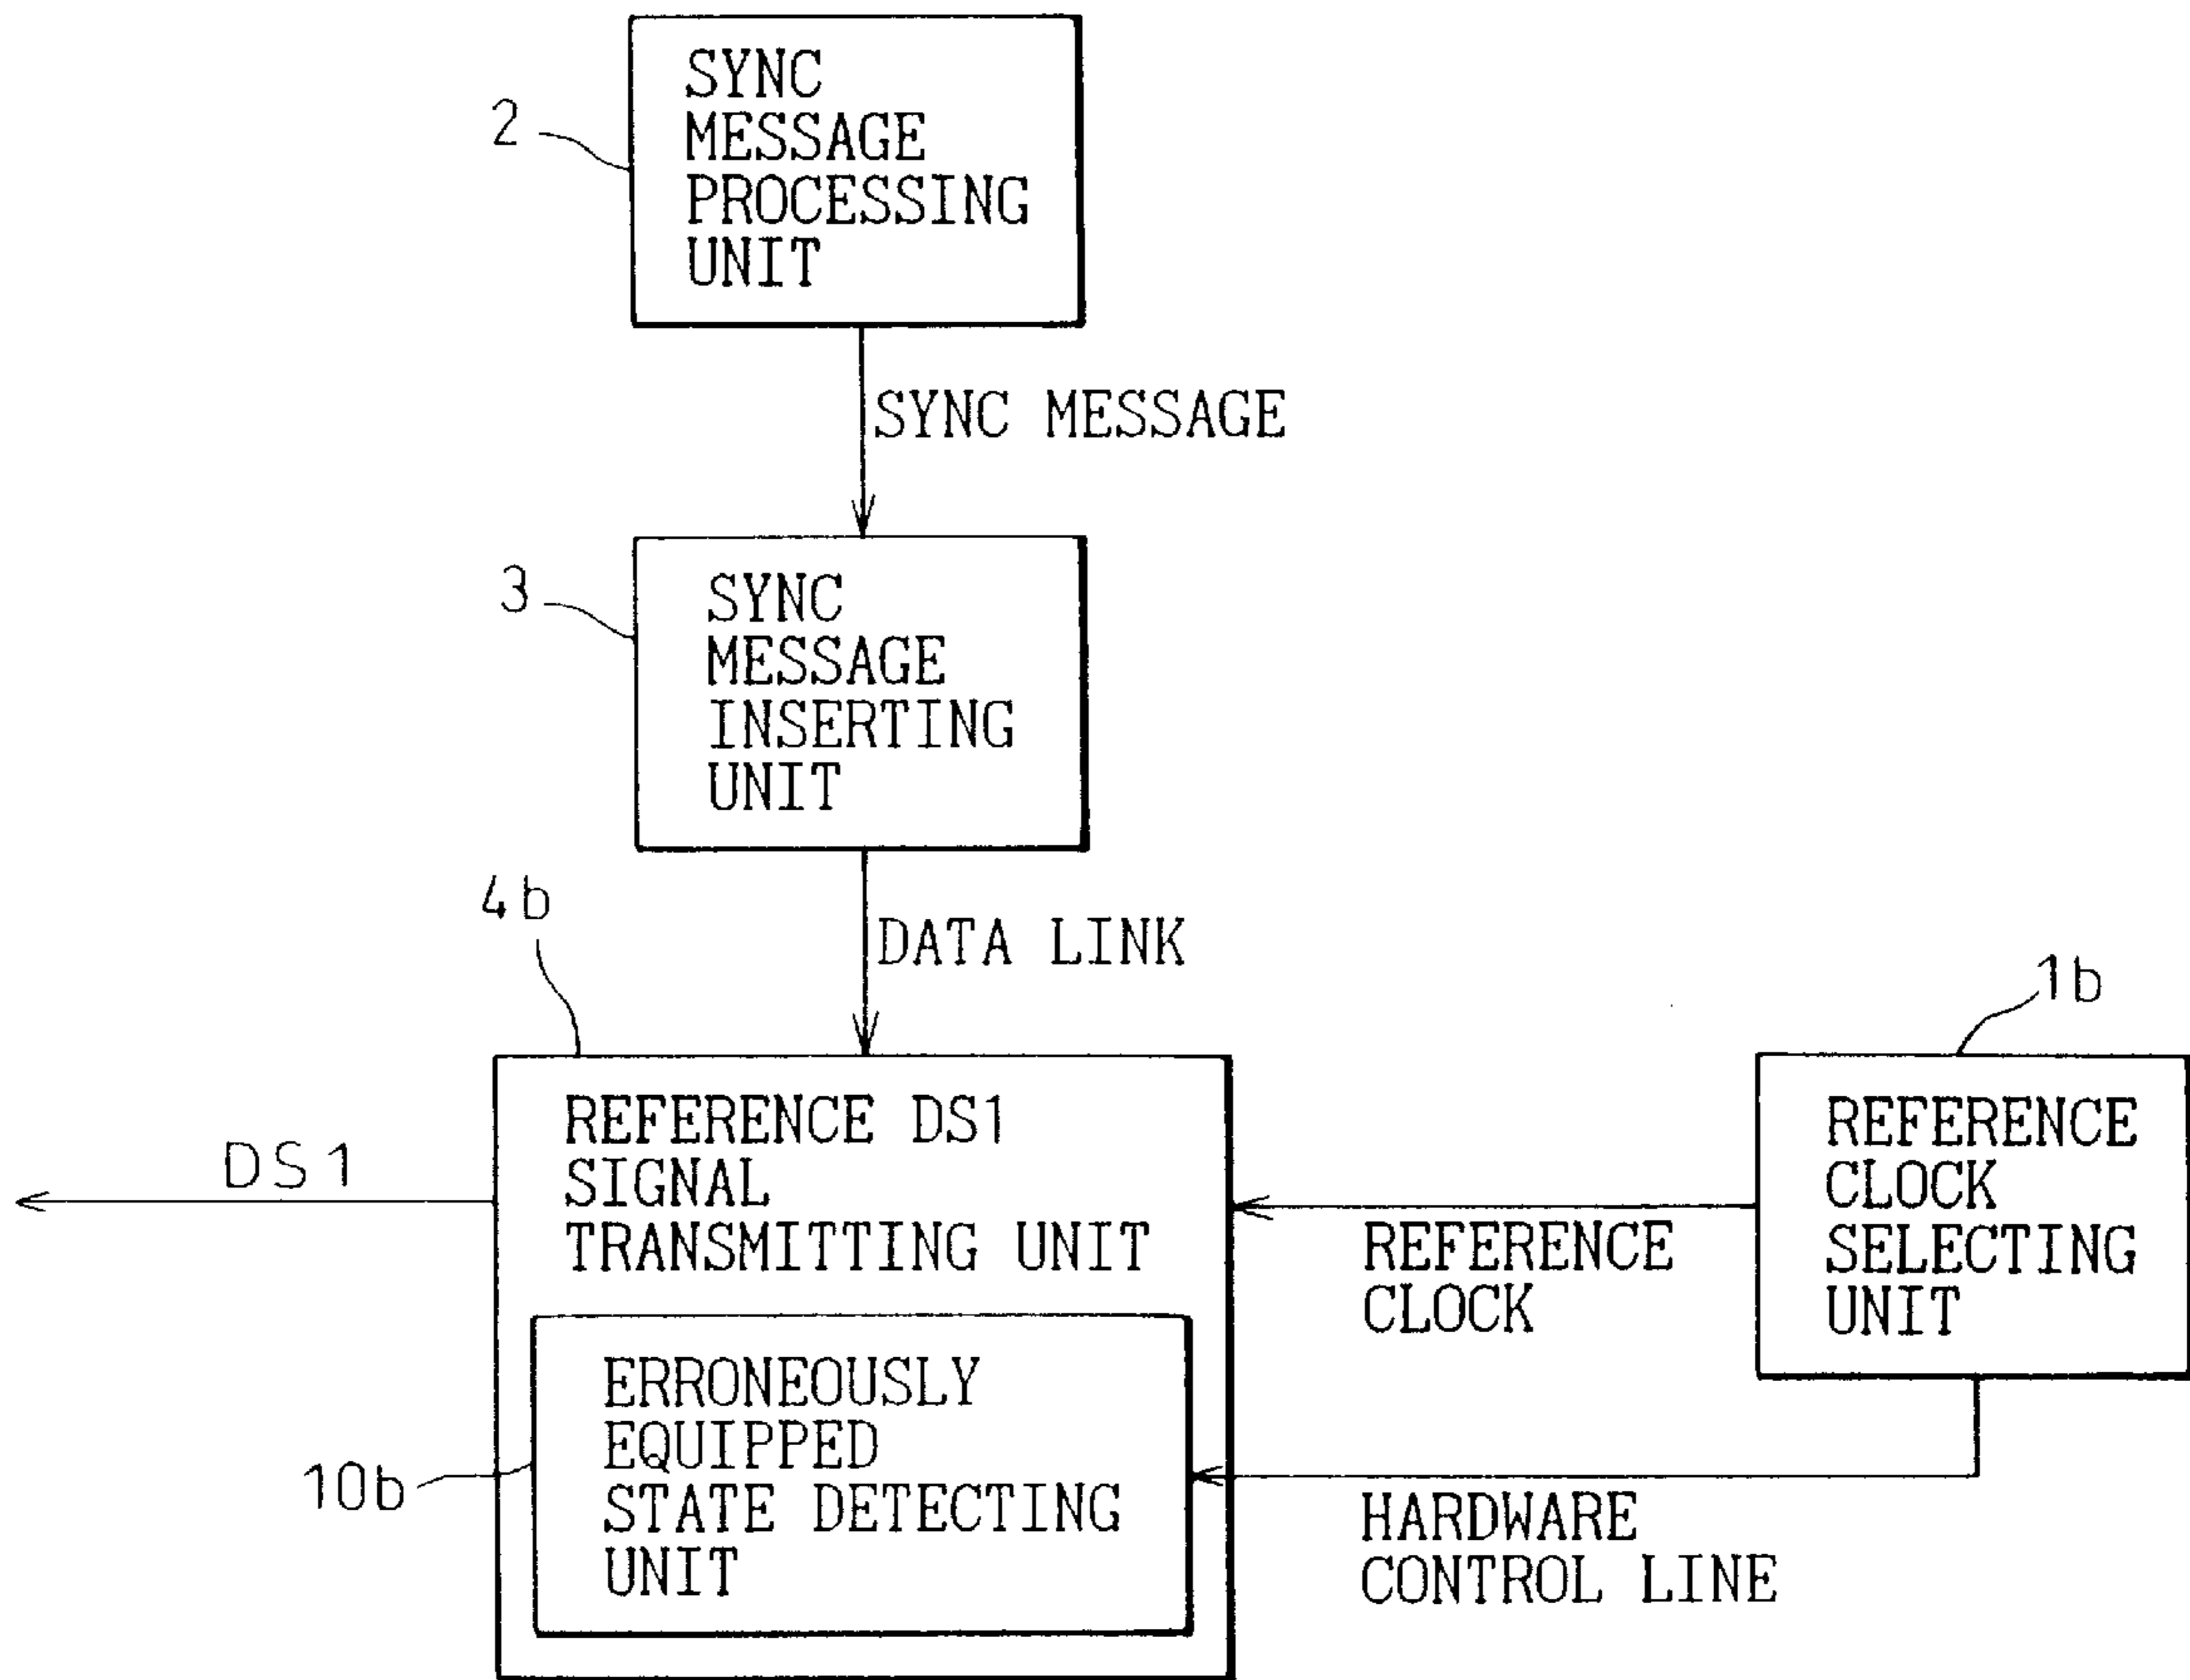 2
SYNC
MESSAGE
PROCESSING
UNIT
SYNC MESSAGE
3
SYNC
MESSAGE
INSERTING
UNIT
4b
DATA LINK
1b
DS1
REFERENCE DS1
SIGNAL
TRANSMITTING UNIT
REFERENCE
CLOCK
REFERENCE
CLOCK
SELECTING
UNIT
10b
ERRONEOUSLY
EQUIPPED
STATE DETECTING
UNIT
HARDWARE
CONTROL LINE